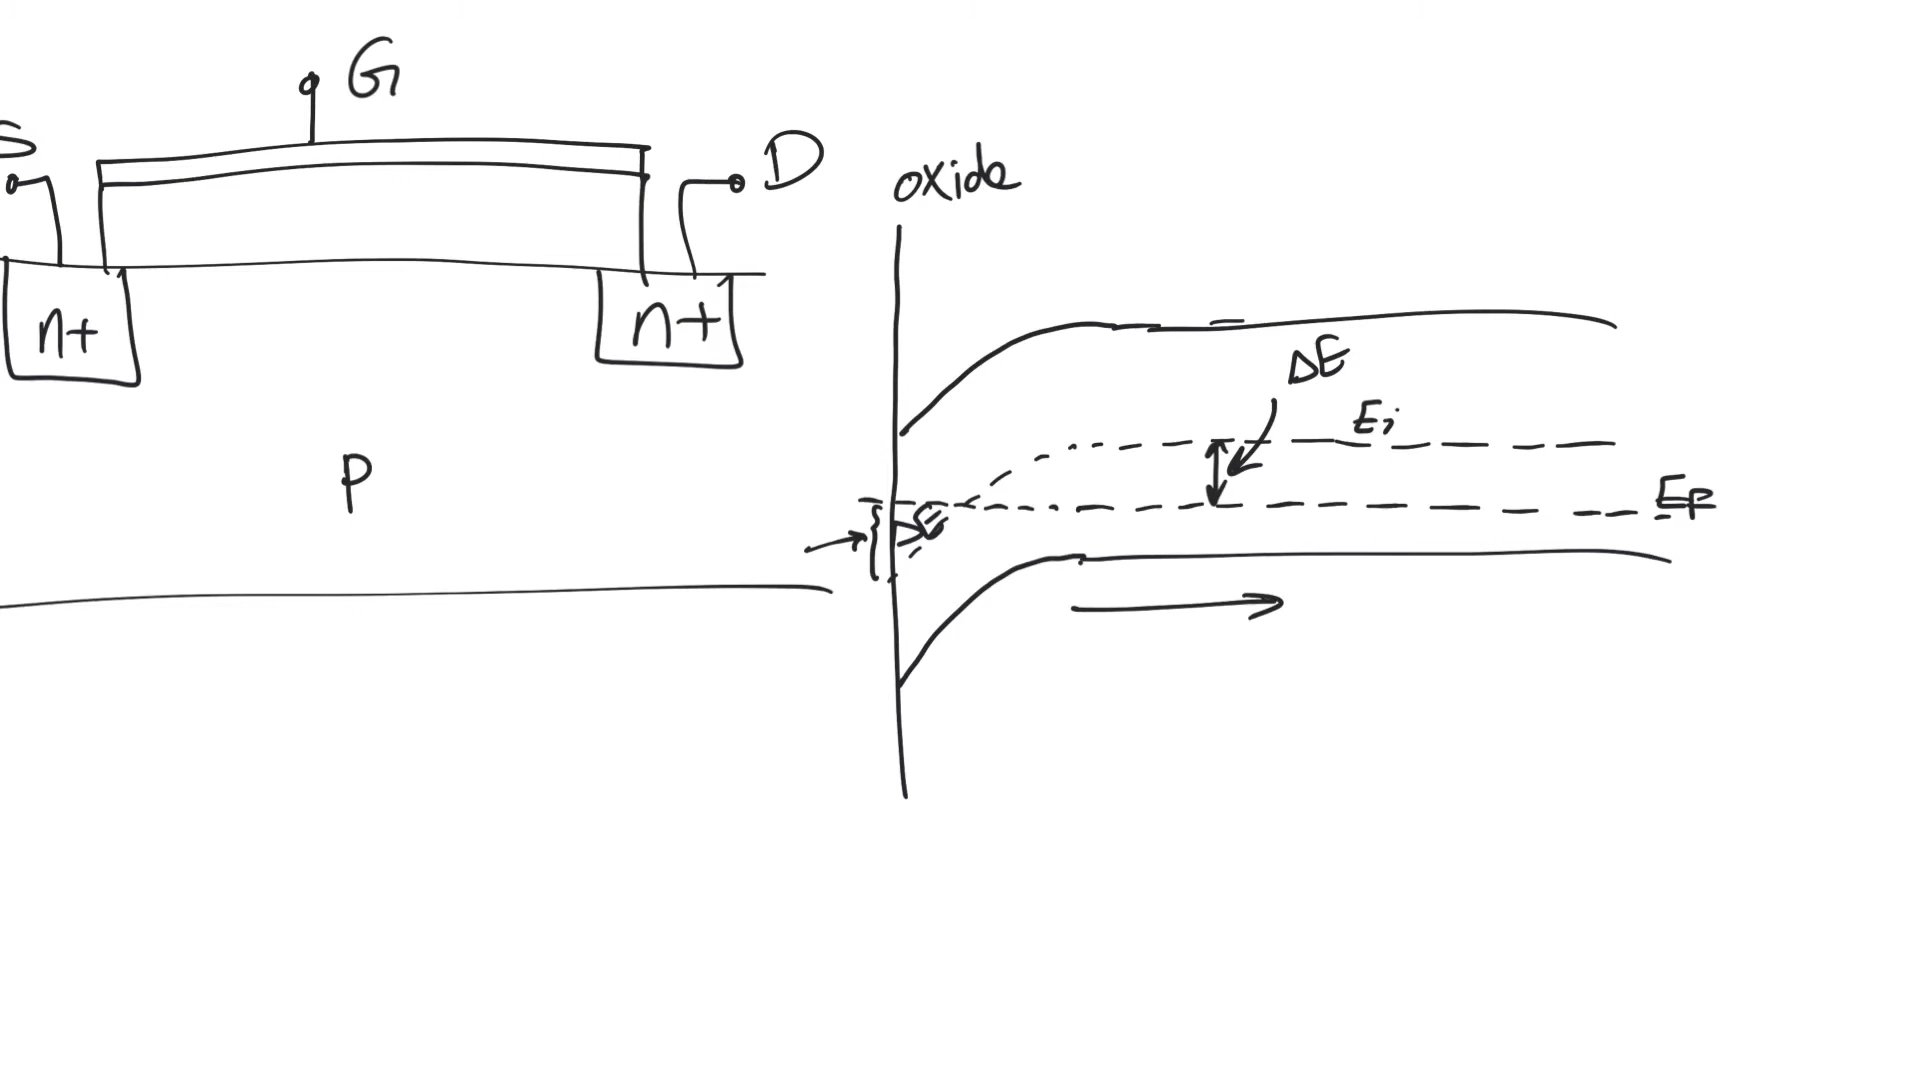 G
S
D
oxide
n+
n+
ΔE
Ei
P
EF
ΔE